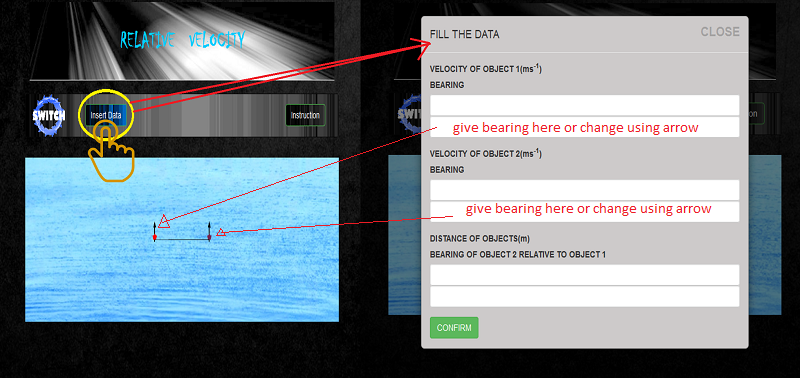 RELATIVE VELOCITY
SWITCH
Insert Data
Instruction
FILL THE DATA
CLOSE
VELOCITY OF OBJECT 1(ms-1)
BEARING
give bearing here or change using arrow
VELOCITY OF OBJECT 2(ms-1)
BEARING
give bearing here or change using arrow
DISTANCE OF OBJECTS(m)
BEARING OF OBJECT 2 RELATIVE TO OBJECT 1
CONFIRM